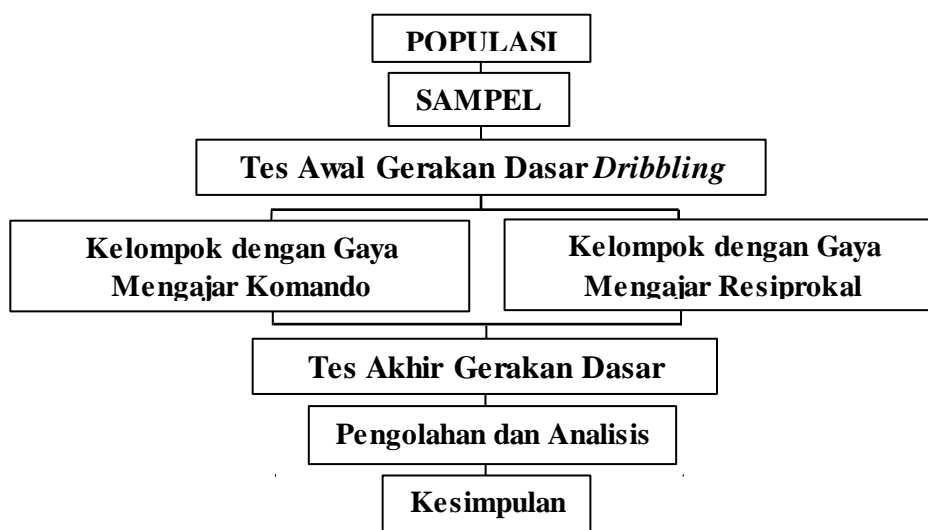 POPULASI
SAMPEL
Tes Awal Gerakan Dasar Dribbling
Kelompok dengan Gaya
Mengajar Komando
Kelompok dengan Gaya
Mengajar Resiprokal
Tes Akhir Gerakan Dasar
Pengolahan dan Analisis
Kesimpulan